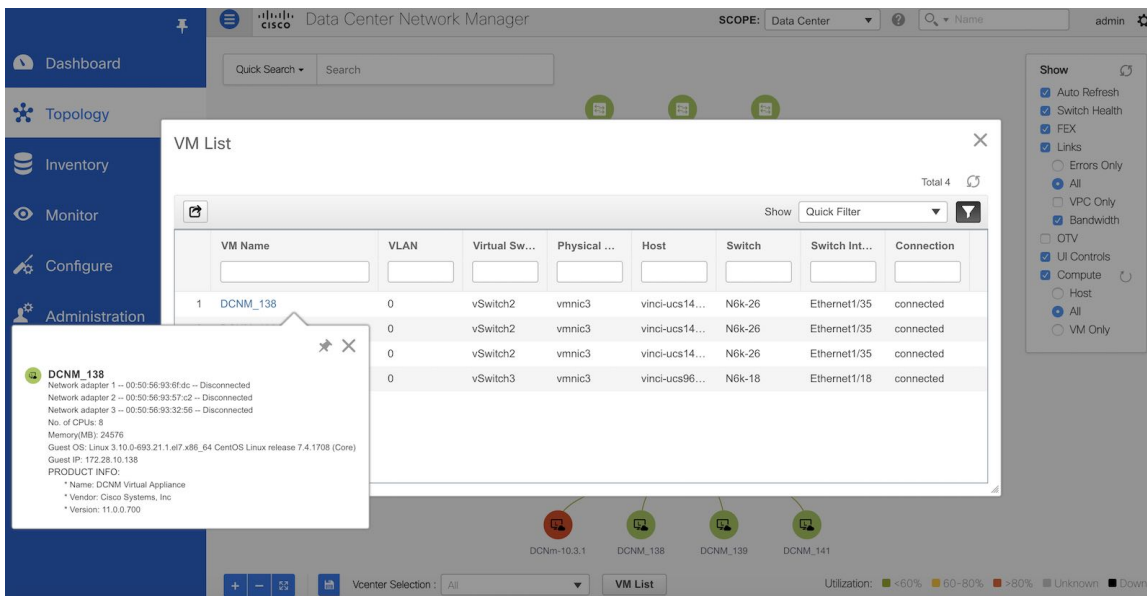 CISCO Data Center Network Manager
SCOPE: Data Center
Name
admin
Dashboard
Topology
Inventory
Monitor
Configure
Administration
Quick Search
Search
Show
Auto Refresh
Switch Health
FEX
Links
Errors Only
All
VPC Only
Bandwidth
OTV
UI Controls
Compute
Host
All
VM Only
VM List
Total 4
Show Quick Filter
VM Name VLAN Virtual Sw... Physical ... Host Switch Switch Int... Connection
1 DCNM_138 0 vSwitch2 vmnic3 vinci-ucs14... N6k-26 Ethernet1/35 connected
0 vSwitch2 vmnic3 vinci-ucs14... N6k-26 Ethernet1/35 connected
0 vSwitch2 vmnic3 vinci-ucs14... N6k-26 Ethernet1/35 connected
0 vSwitch3 vmnic3 vinci-ucs96... N6k-18 Ethernet1/18 connected
DCNM_138
Network adapter 1 -- 00:50:56:93:6f:dc -- Disconnected
Network adapter 2 -- 00:50:56:93:57:c2 -- Disconnected
Network adapter 3 -- 00:50:56:93:32:56 -- Disconnected
No. of CPUs: 8
Memory(MB): 24576
Guest OS: Linux 3.10.0-693.21.1.el7.x86_64 CentOS Linux release 7.4.1708 (Core)
Guest IP: 172.28.10.138
PRODUCT INFO:
* Name: DCNM Virtual Appliance
* Vendor: Cisco Systems, Inc
* Version: 11.0.0.700
DCNm-10.3.1 DCNM_138 DCNM_139 DCNM_141
Vcenter Selection : All
VM List
Utilization: <60% 60-80% >80% Unknown Down